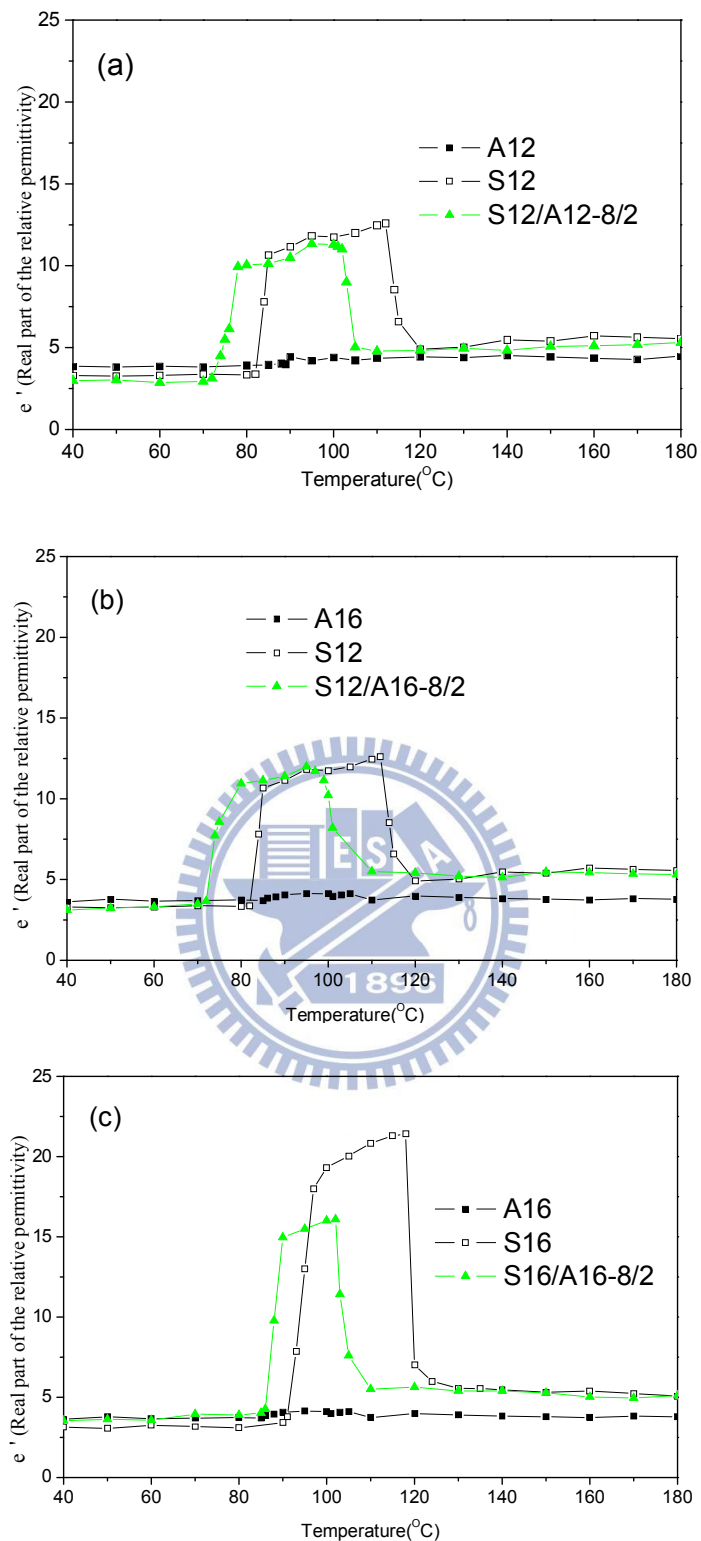 (a)
A12
S12
S12/A12-8/2
e ' (Real part of the relative permittivity)
25
20
15
10
5
0
40 60 80 100 120 140 160 180
Temperature(°C)
(b)
A16
S12
S12/A16-8/2
e ' (Real part of the relative permittivity)
25
20
15
10
5
0
40 60 80 100 120 140 160 180
Temperature(°C)
E S A
1896
(c)
A16
S16
S16/A16-8/2
e ' (Real part of the relative permittivity)
25
20
15
10
5
0
40 60 80 100 120 140 160 180
Temperature(°C)